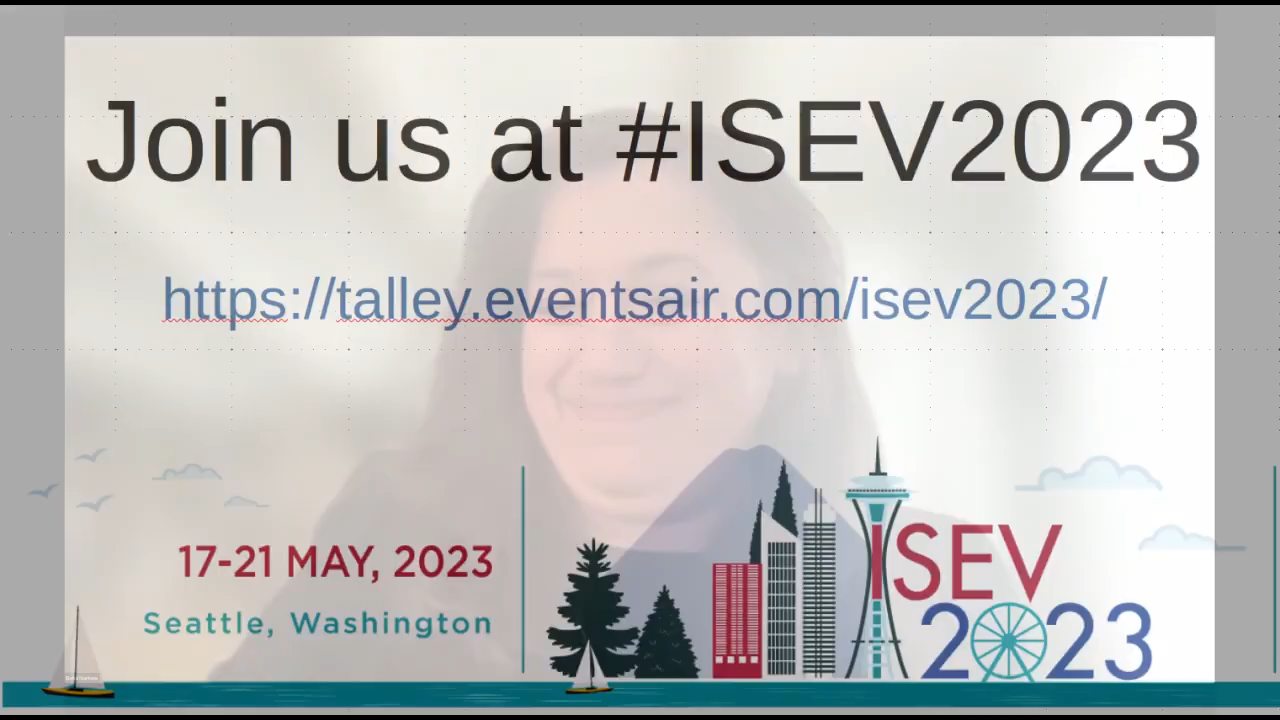 Join us at #ISEV2023
https://talley.eventsair.com/isev2023/
17-21 MAY, 2023
Seattle, Washington
ISEV
2023